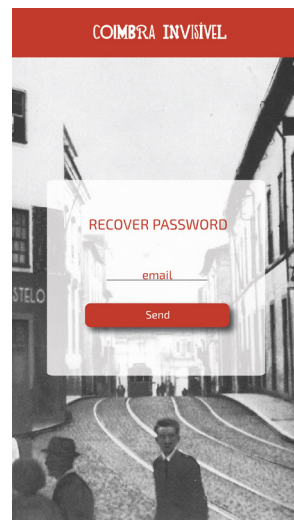 COIMBRA INVISÍVEL
RECOVER PASSWORD
STELO
email
Send